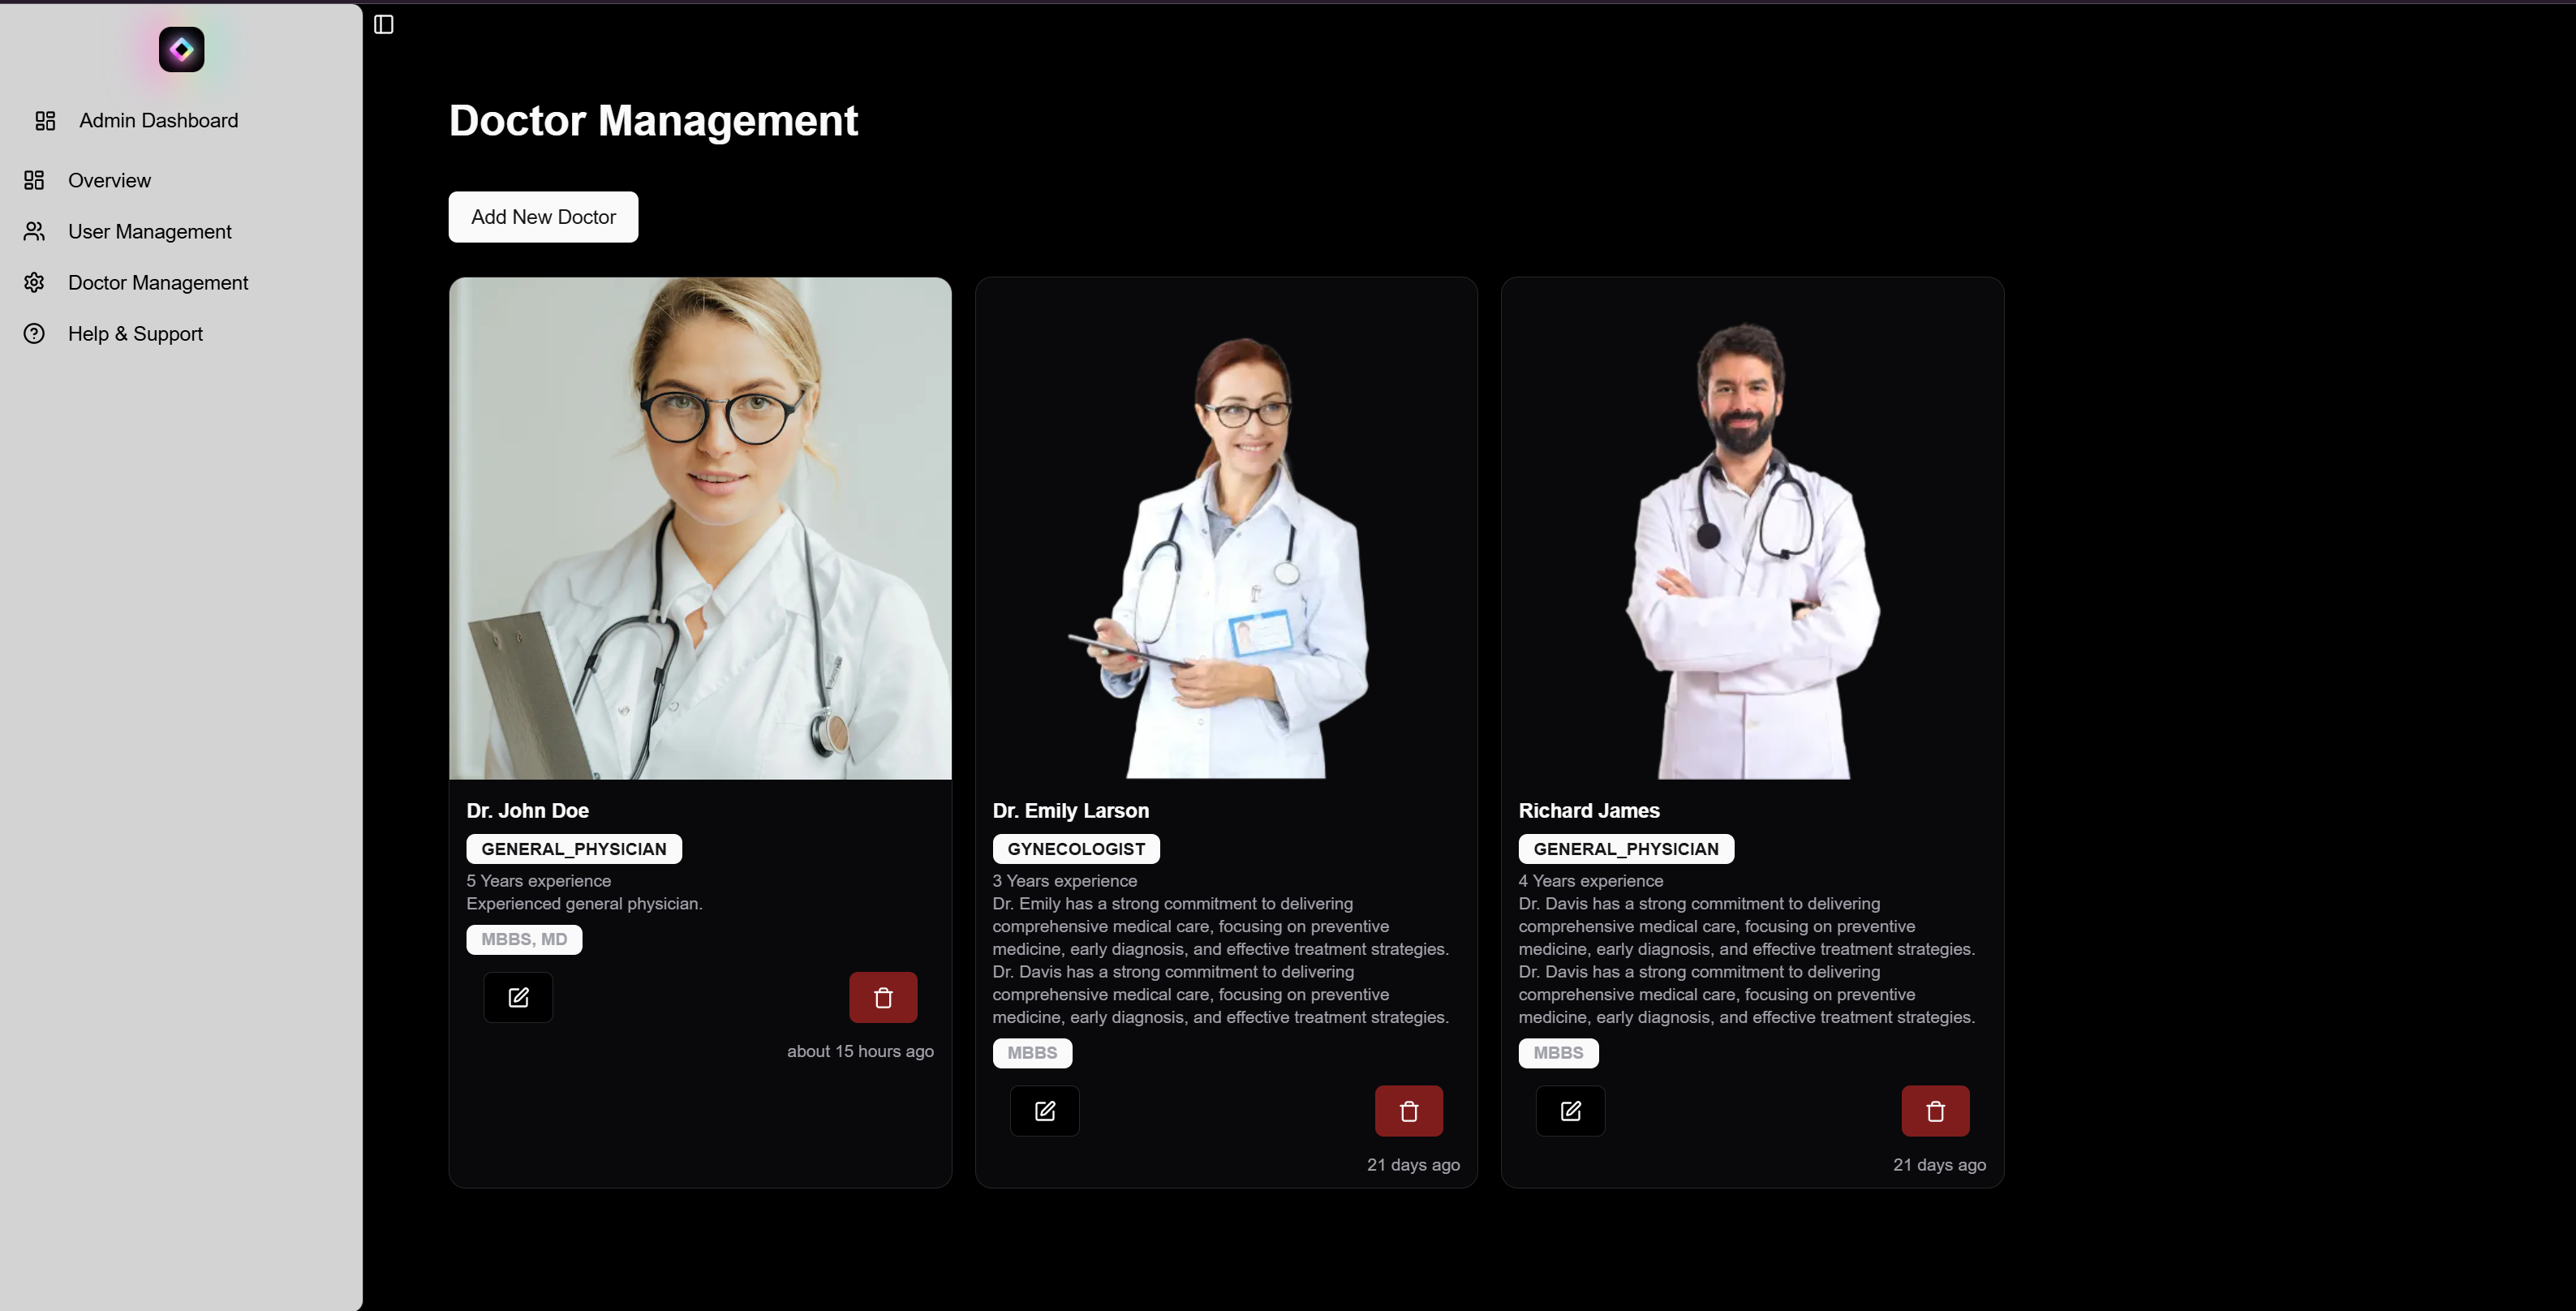 Admin Dashboard
Overview
User Management
Doctor Management
Help & Support
Doctor Management
Add New Doctor
Dr. John Doe
GENERAL_PHYSICIAN
5 Years experience
Experienced general physician.
MBBS, MD
about 15 hours ago
Dr. Emily Larson
GYNECOLOGIST
3 Years experience
Dr. Emily has a strong commitment to delivering
comprehensive medical care, focusing on preventive
medicine, early diagnosis, and effective treatment strategies.
Dr. Davis has a strong commitment to delivering
comprehensive medical care, focusing on preventive
medicine, early diagnosis, and effective treatment strategies.
MBBS
21 days ago
Richard James
GENERAL_PHYSICIAN
4 Years experience
Dr. Davis has a strong commitment to delivering
comprehensive medical care, focusing on preventive
medicine, early diagnosis, and effective treatment strategies.
Dr. Davis has a strong commitment to delivering
comprehensive medical care, focusing on preventive
medicine, early diagnosis, and effective treatment strategies.
MBBS
21 days ago